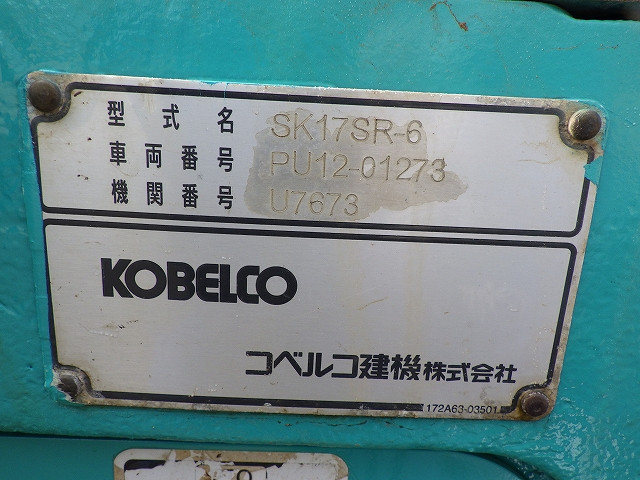 型式名 SK17SR-6
車両番号 PU12-01273
機関番号 U7673
KOBELCO
コベルコ建機株式会社
172A63-03501